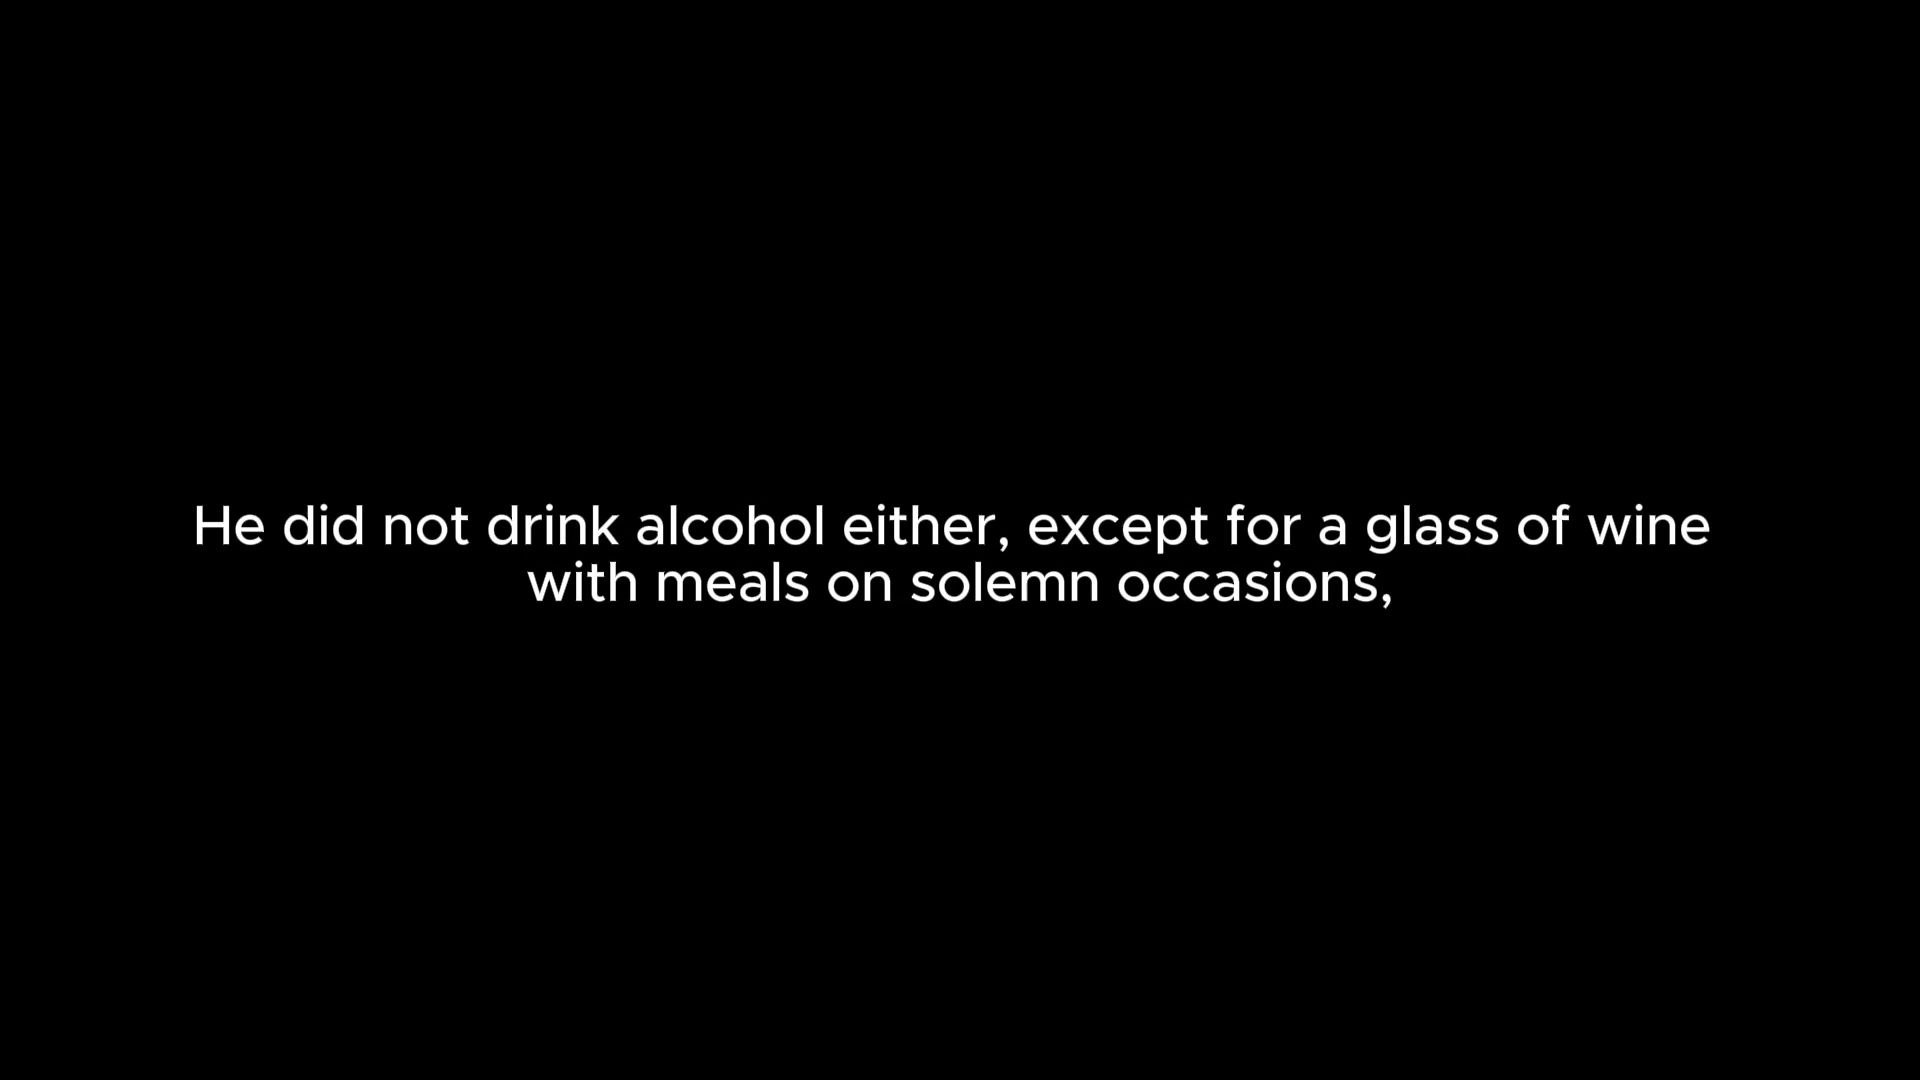 He did not drink alcohol either, except for a glass of wine
with meals on solemn occasions,